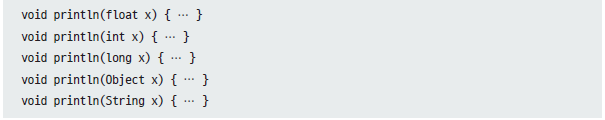 void println(float x) { ··· }
void println(int x) { ··· }
void println(long x) { ··· }
void println(Object x) { ··· }
void println(String x) { ··· }